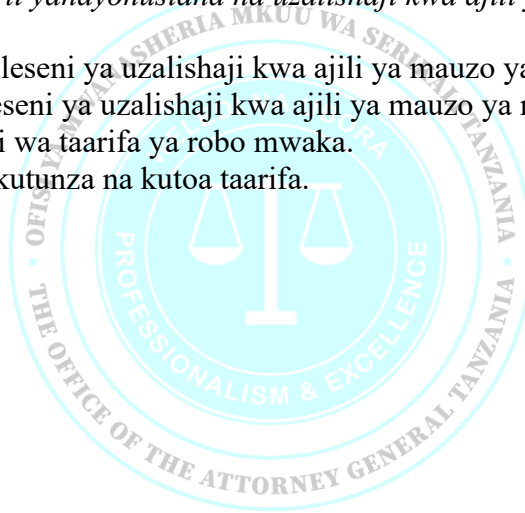 yanayohusiana na uzalishaji kwa ajili
leseni ya uzalishaji kwa ajili ya mauzo ya
seni ya uzalishaji kwa ajili ya mauzo ya
wa taarifa ya robo mwaka.
kutunza na kutoa taarifa.
OFISI YA MWANASHERIA MKUU WA SERIKALI TANZANIA
PROFESSIONALISM & EXCELLENCE
THE OFFICE OF THE ATTORNEY GENERAL TANZANIA